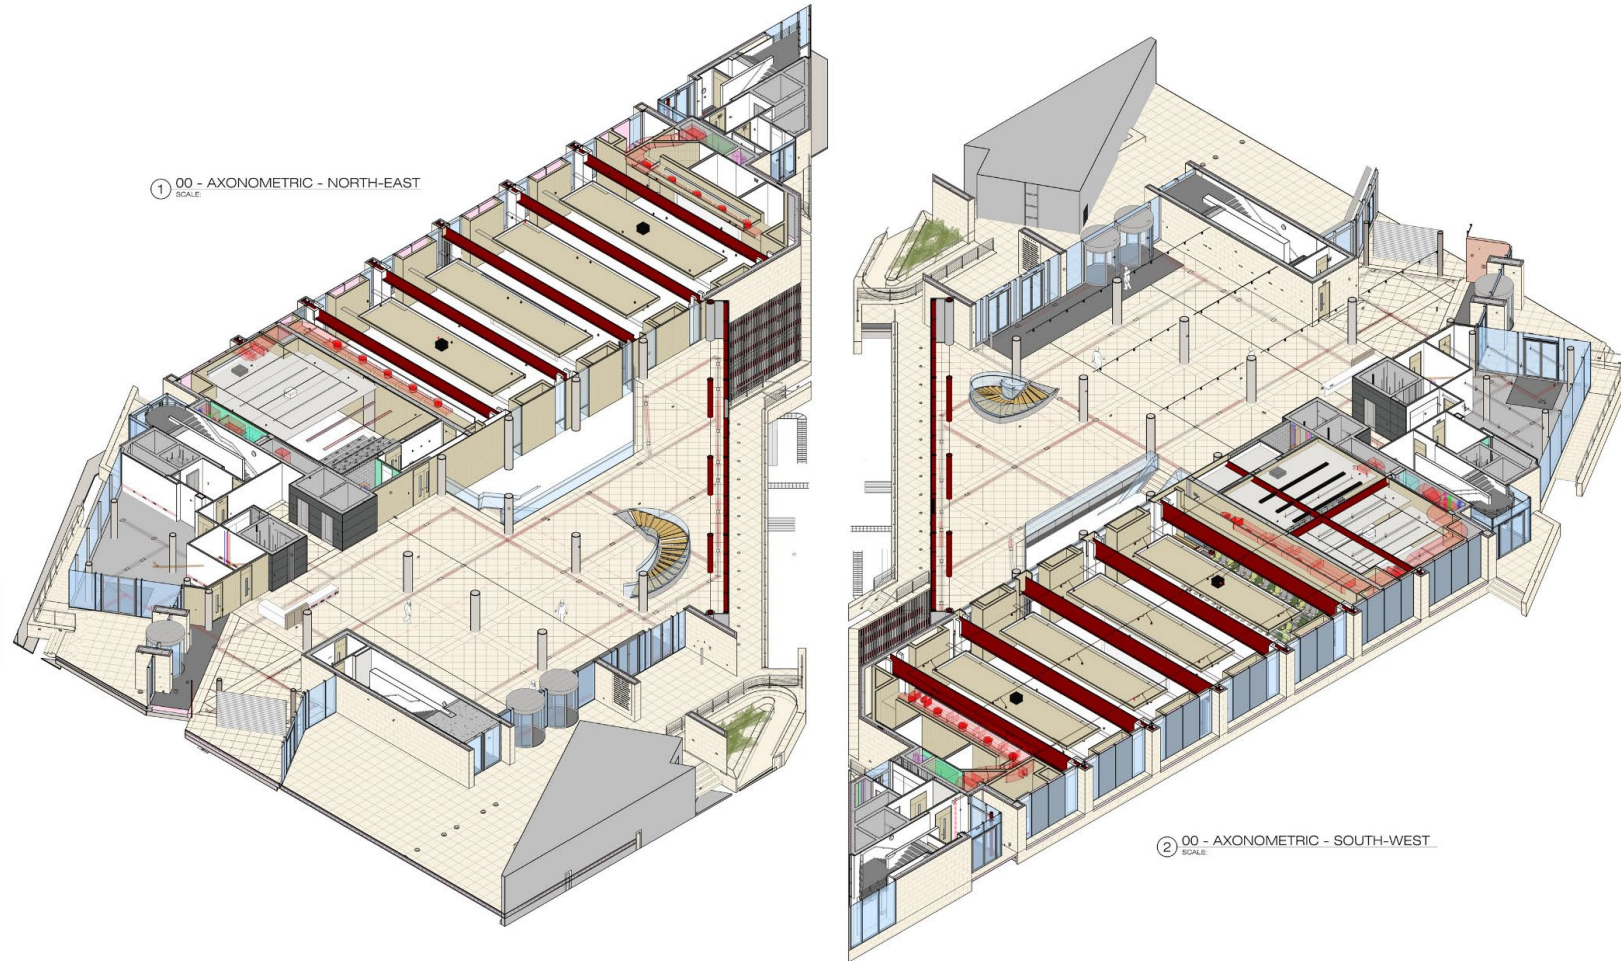 1 00 - AXONOMETRIC - NORTH-EAST
SCALE:
2 00 - AXONOMETRIC - SOUTH-WEST
SCALE: